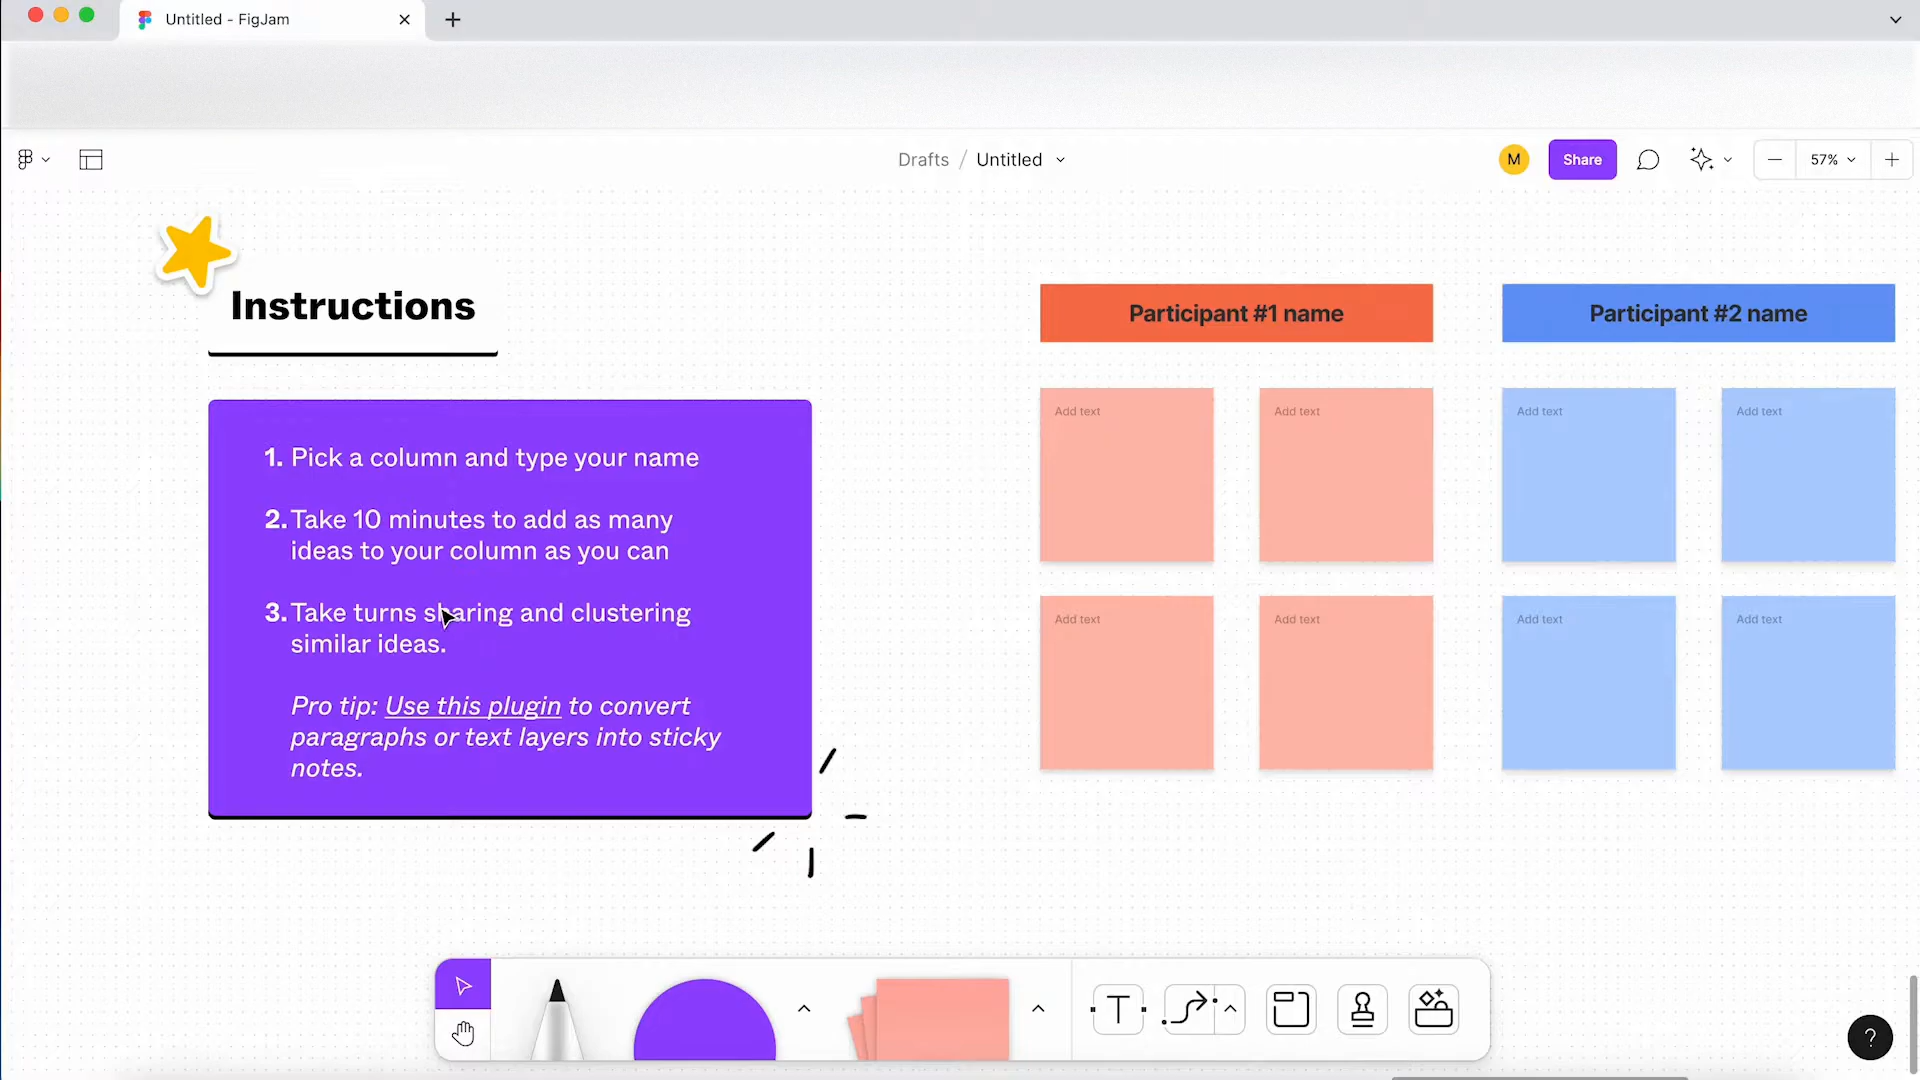 Untitled - FigJam
Drafts / Untitled
M
Share
57%
Instructions
1. Pick a column and type your name
2. Take 10 minutes to add as many
ideas to your column as you can
3. Take turns sharing and clustering
similar ideas.
Pro tip: Use this plugin to convert
paragraphs or text layers into sticky
notes.
Participant #1 name
Participant #2 name
Add text
Add text
Add text
Add text
Add text
Add text
Add text
Add text
T
?